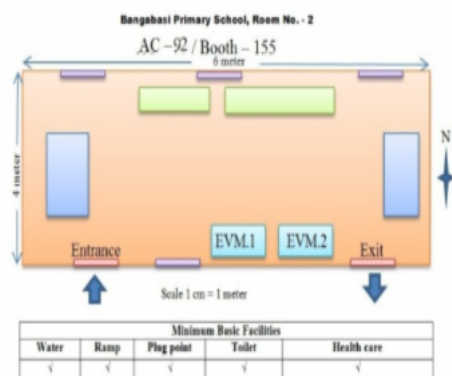 Bangabasi Primary School, Room No. - 2
AC –92 / Booth – 155
6 meter
4 meter
N
EVM.1 EVM.2
Entrance Exit
Scale 1 cm = 1 meter
Minimum Basic Facilities
Water Ramp Plug point Toilet Health care
√ √ √ √ √